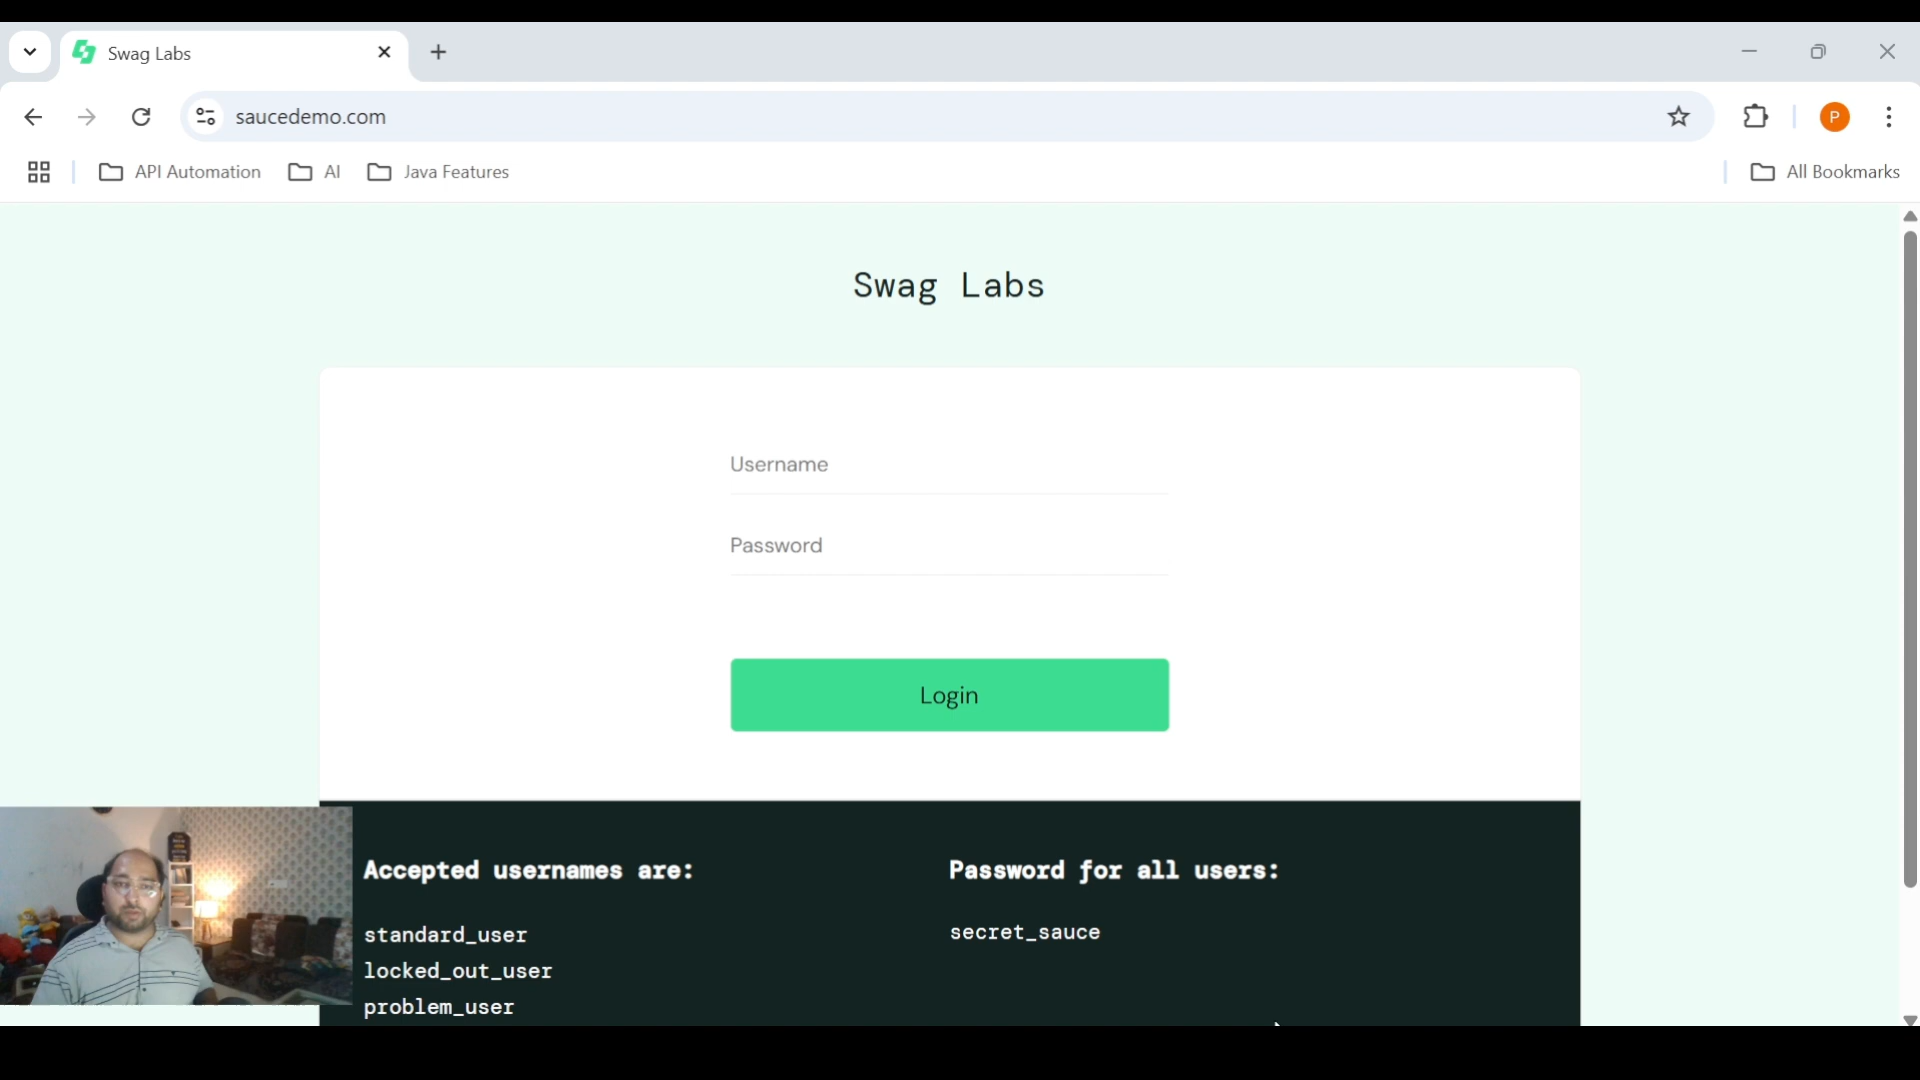 Swag Labs
saucedemo.com
P
API Automation
AI
Java Features
All Bookmarks
Swag Labs
Username
Password
Login
Accepted usernames are:
standard_user
locked_out_user
problem_user
Password for all users:
secret_sauce